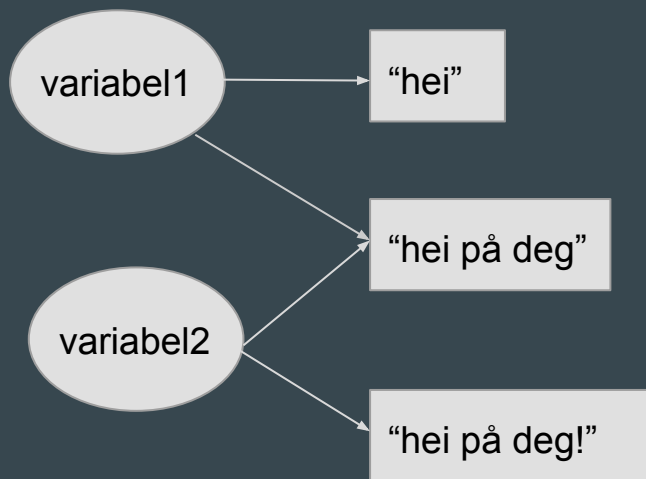 variabel1
“hei”
“hei på deg”
variabel2
“hei på deg!”